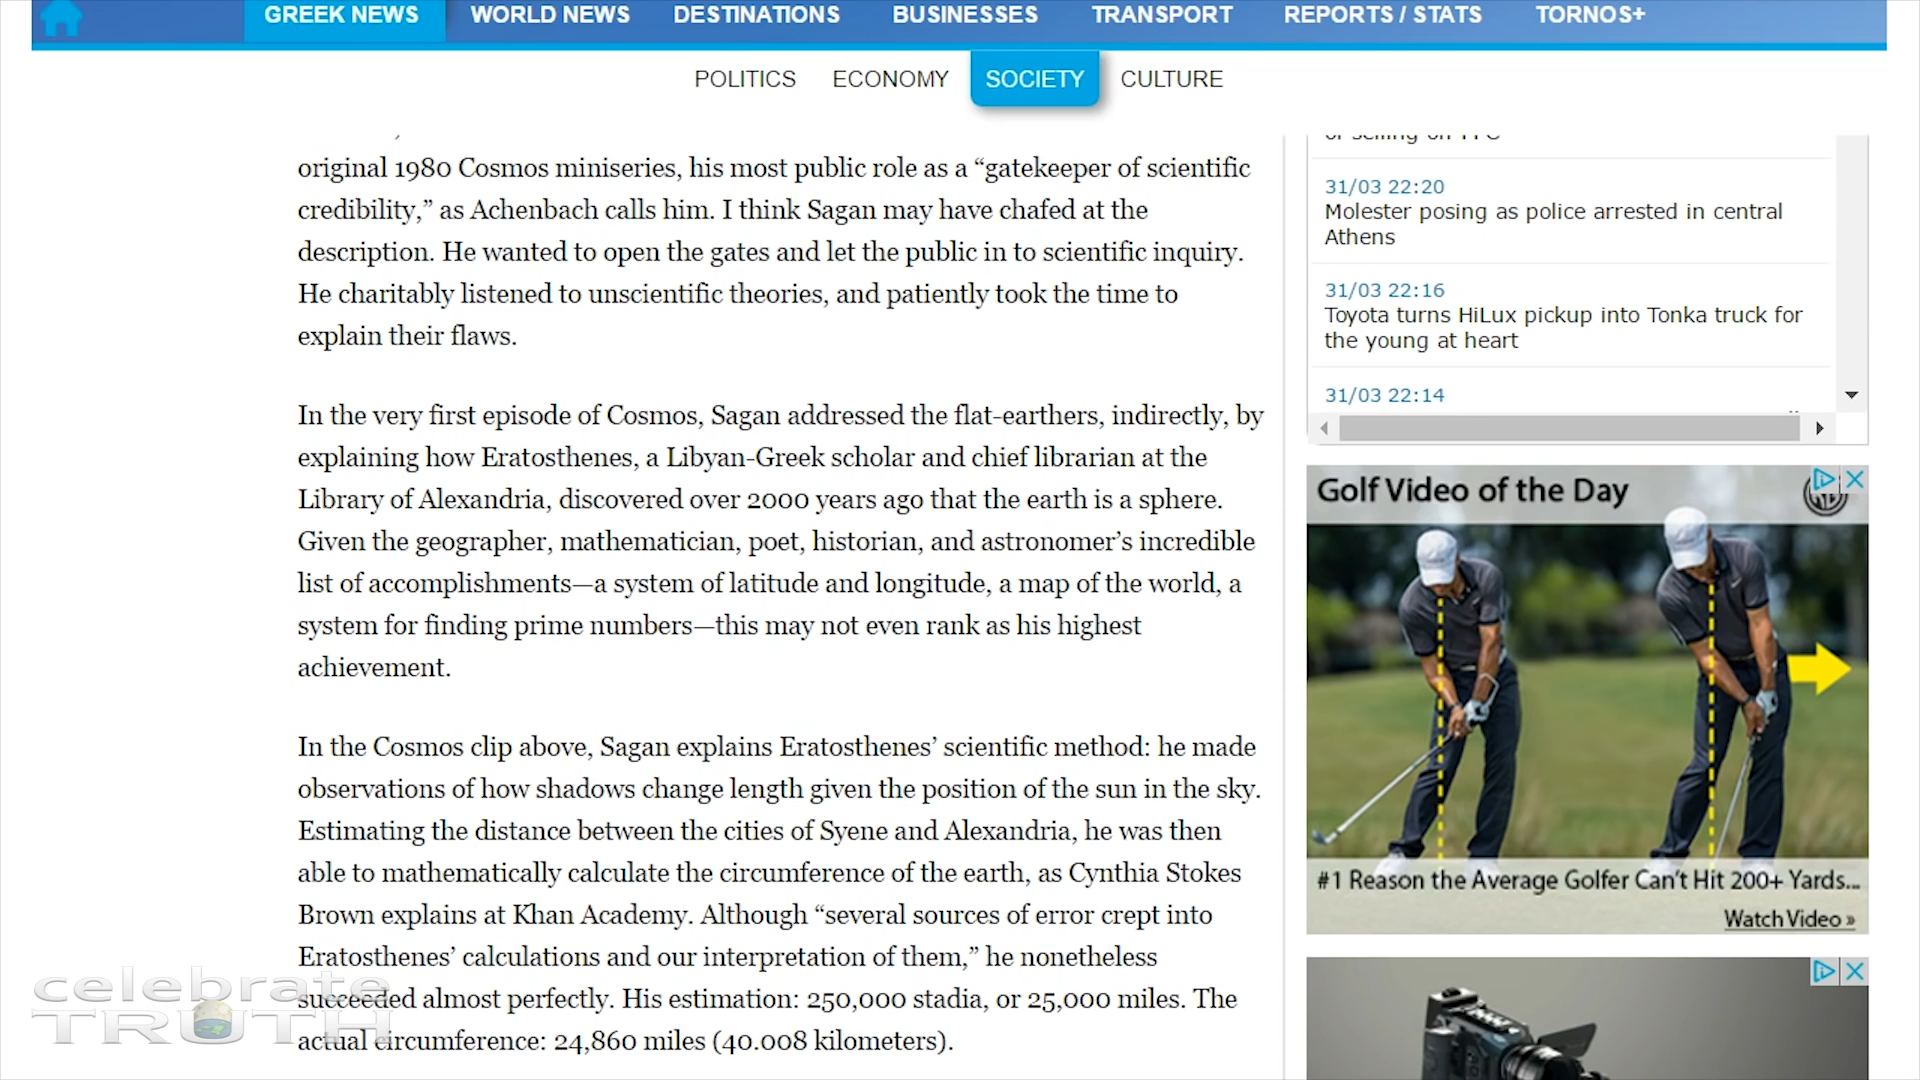 GREEK NEWS WORLD NEWS DESTINATIONS BUSINESSES TRANSPORT REPORTS / STATS TORNOS+
POLITICS ECONOMY SOCIETY CULTURE
original 1980 Cosmos miniseries, his most public role as a “gatekeeper of scientific
credibility,” as Achenbach calls him. I think Sagan may have chafed at the
description. He wanted to open the gates and let the public in to scientific inquiry.
He charitably listened to unscientific theories, and patiently took the time to
explain their flaws.
In the very first episode of Cosmos, Sagan addressed the flat-earthers, indirectly, by
explaining how Eratosthenes, a Libyan-Greek scholar and chief librarian at the
Library of Alexandria, discovered over 2000 years ago that the earth is a sphere.
Given the geographer, mathematician, poet, historian, and astronomer’s incredible
list of accomplishments—a system of latitude and longitude, a map of the world, a
system for finding prime numbers—this may not even rank as his highest
achievement.
In the Cosmos clip above, Sagan explains Eratosthenes’ scientific method: he made
observations of how shadows change length given the position of the sun in the sky.
Estimating the distance between the cities of Syene and Alexandria, he was then
able to mathematically calculate the circumference of the earth, as Cynthia Stokes
Brown explains at Khan Academy. Although “several sources of error crept into
Eratosthenes’ calculations and our interpretation of them,” he nonetheless
succeeded almost perfectly. His estimation: 250,000 stadia, or 25,000 miles. The
actual circumference: 24,860 miles (40.008 kilometers).
31/03 22:20
Molester posing as police arrested in central
Athens
31/03 22:16
Toyota turns HiLux pickup into Tonka truck for
the young at heart
31/03 22:14
Golf Video of the Day
#1 Reason the Average Golfer Can't Hit 200+ Yards...
Watch Video »
celebrate
TRUTH